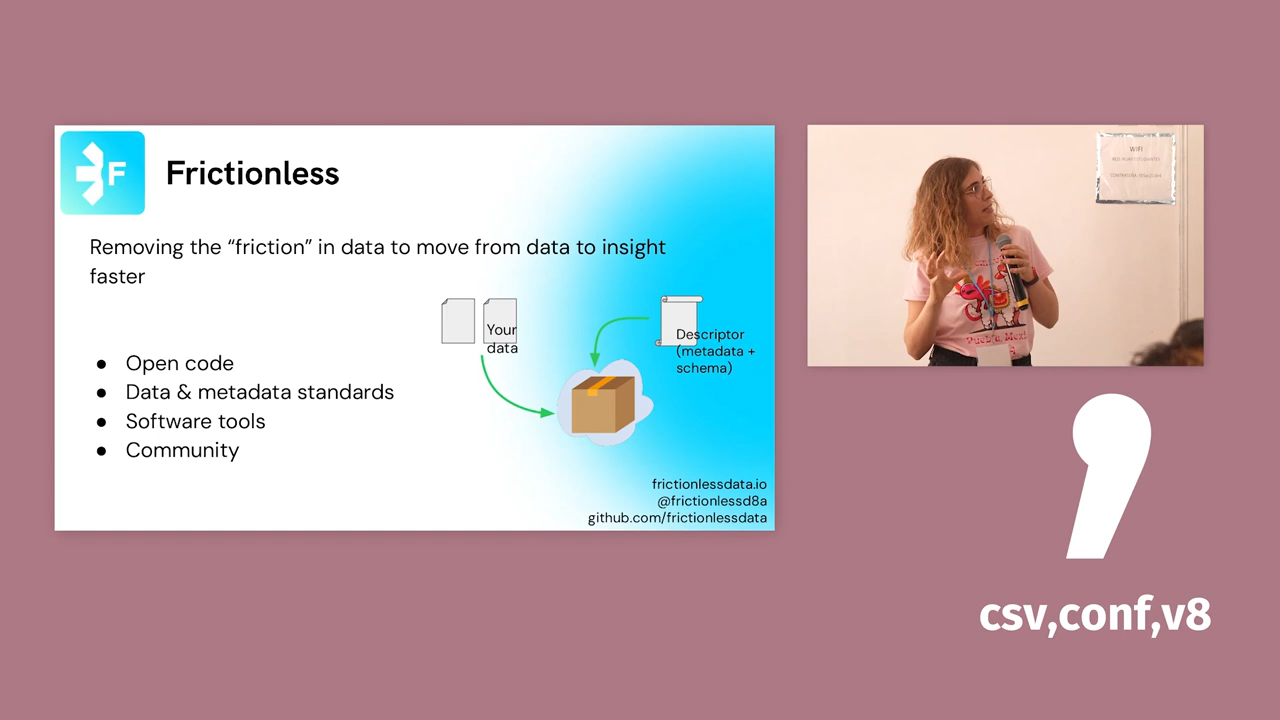 F
Frictionless
Removing the “friction” in data to move from data to insight
faster
Your
data
Descriptor
(metadata +
schema)
● Open code
● Data & metadata standards
● Software tools
● Community
frictionlessdata.io
@frictionlessd8a
github.com/frictionlessdata
WIFI
csv,conf,v8